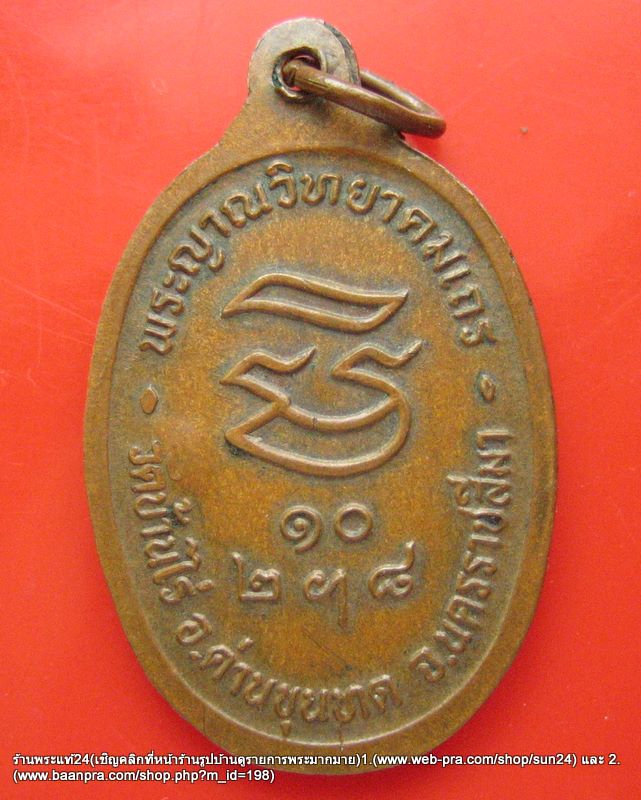 พระญาณวิทยาคมเถร
๑๐
๒ ๙ ๘
วัดบ้านไร่ อ.ด่านขุนทด จ.นครราชสีมา
ร้านพระแท้24(เชิญคลิกที่หน้าร้านรูปบ้านดูรายการพระมากมาย)1.(www.web-pra.com/shop/sun24) และ 2.
(www.baanpra.com/shop.php?m_id=198)